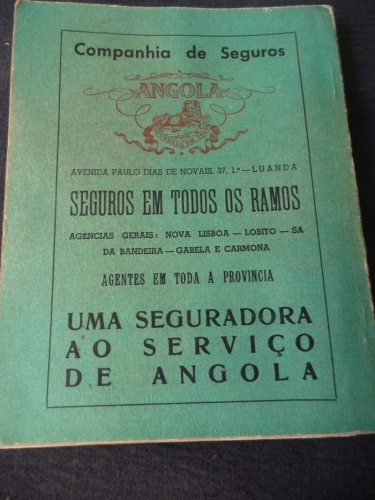 Companhia de Seguros
ANGOLA
AVENIDA PAULO DIAS DE NOVAIS, 37, 1.º — LUANDA
SEGUROS EM TODOS OS RAMOS
AGÊNCIAS GERAIS: NOVA LISBOA — LOBITO — SA
DA BANDEIRA — GABELA E CARMONA
AGENTES EM TODA A PROVINCIA
UMA SEGURADORA
AO SERVIÇO
DE ANGOLA